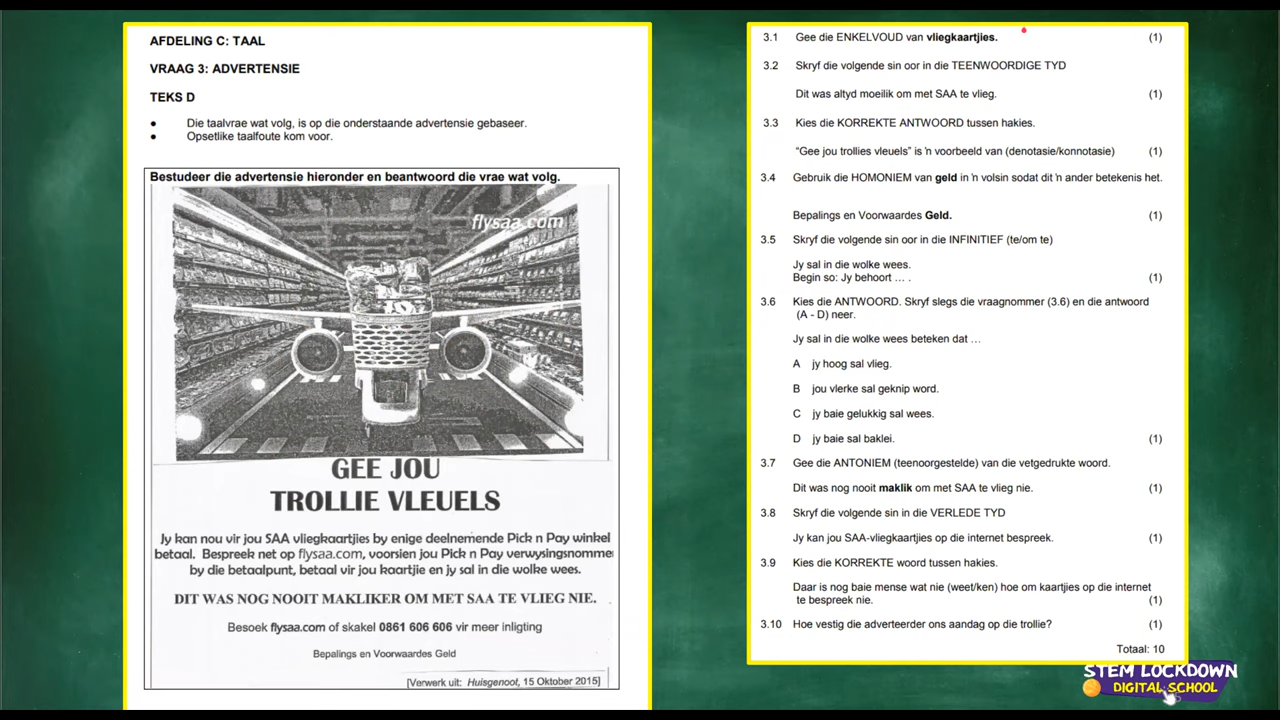 AFDELING C: TAAL
VRAAG 3: ADVERTENSIE
TEKS D
● Die taalvrae wat volg, is op die onderstaande advertensie gebaseer.
● Opsetlike taalfoute kom voor.
Bestudeer die advertensie hieronder en beantwoord die vrae wat volg.
flysaa.com
GEE JOU
TROLLIE VLEUELS
Jy kan nou vir jou SAA vliegkaartjies by enige deelnemende Pick n Pay winkel
betaal. Bespreek net op flysaa.com, voorsien jou Pick n Pay verwysingsnomme
by die betaalpunt, betaal vir jou kaartjie en jy sal in die wolke wees.
DIT WAS NOG NOOIT MAKLIKER OM MET SAA TE VLIEG NIE.
Besoek flysaa.com of skakel 0861 606 606 vir meer inligting
Bepalings en Voorwaardes Geld
[Verwerk uit: Huisgenoot, 15 Oktober 2015]
3.1 Gee die ENKELVOUD van vliegkaartjies. (1)
3.2 Skryf die volgende sin oor in die TEENWOORDIGE TYD
Dit was altyd moeilik om met SAA te vlieg. (1)
3.3 Kies die KORREKTE ANTWOORD tussen hakies.
“Gee jou trollies vleuels” is 'n voorbeeld van (denotasie/konnotasie) (1)
3.4 Gebruik die HOMONIEM van geld in 'n volsin sodat dit 'n ander betekenis het.
Bepalings en Voorwaardes Geld. (1)
3.5 Skryf die volgende sin oor in die INFINITIEF (te/om te)
Jy sal in die wolke wees.
Begin so: Jy behoort ... . (1)
3.6 Kies die ANTWOORD. Skryf slegs die vraagnommer (3.6) en die antwoord
(A - D) neer.
Jy sal in die wolke wees beteken dat ...
A jy hoog sal vlieg.
B jou vlerke sal geknip word.
C jy baie gelukkig sal wees.
D jy baie sal baklei. (1)
3.7 Gee die ANTONIEM (teenoorgestelde) van die vetgedrukte woord.
Dit was nog nooit maklik om met SAA te vlieg nie. (1)
3.8 Skryf die volgende sin in die VERLEDE TYD
Jy kan jou SAA-vliegkaartjies op die internet bespreek. (1)
3.9 Kies die KORREKTE woord tussen hakies.
Daar is nog baie mense wat nie (weet/ken) hoe om kaartjies op die internet
te bespreek nie. (1)
3.10 Hoe vestig die adverteerder ons aandag op die trollie? (1)
Totaal: 10
STEM LOCKDOWN
DIGITAL SCHOOL